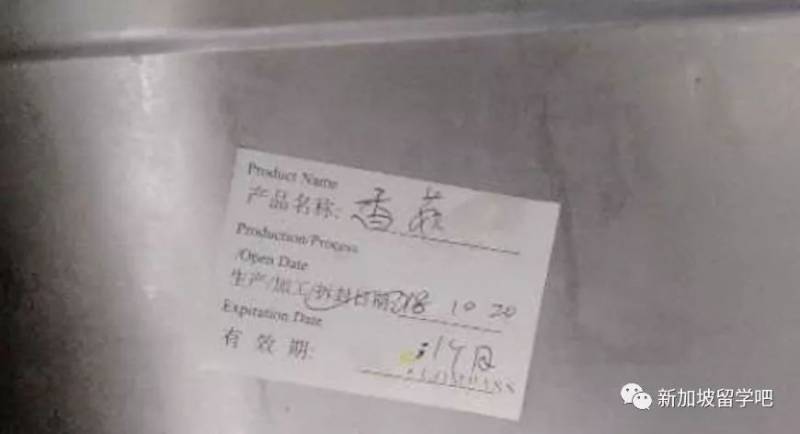 Product Name
产品名称: 香菇
Production/Process
/Open Date
生产/加工/拆封日期 18 10 20
Expiration Date
有 效 期:
新加坡留学吧